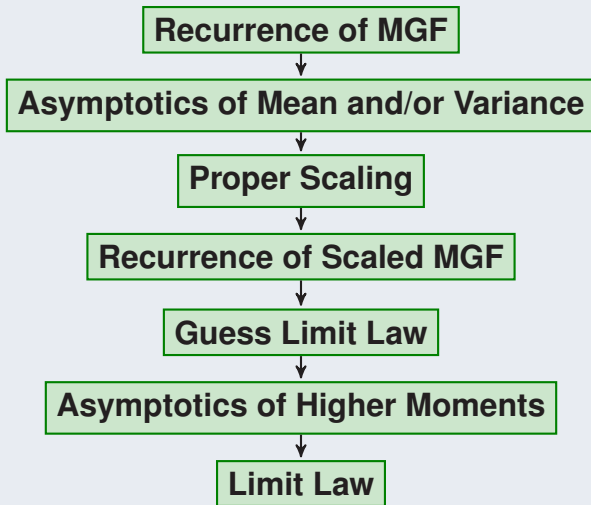 Recurrence of MGF
Asymptotics of Mean and/or Variance
Proper Scaling
Recurrence of Scaled MGF
Guess Limit Law
Asymptotics of Higher Moments
Limit Law